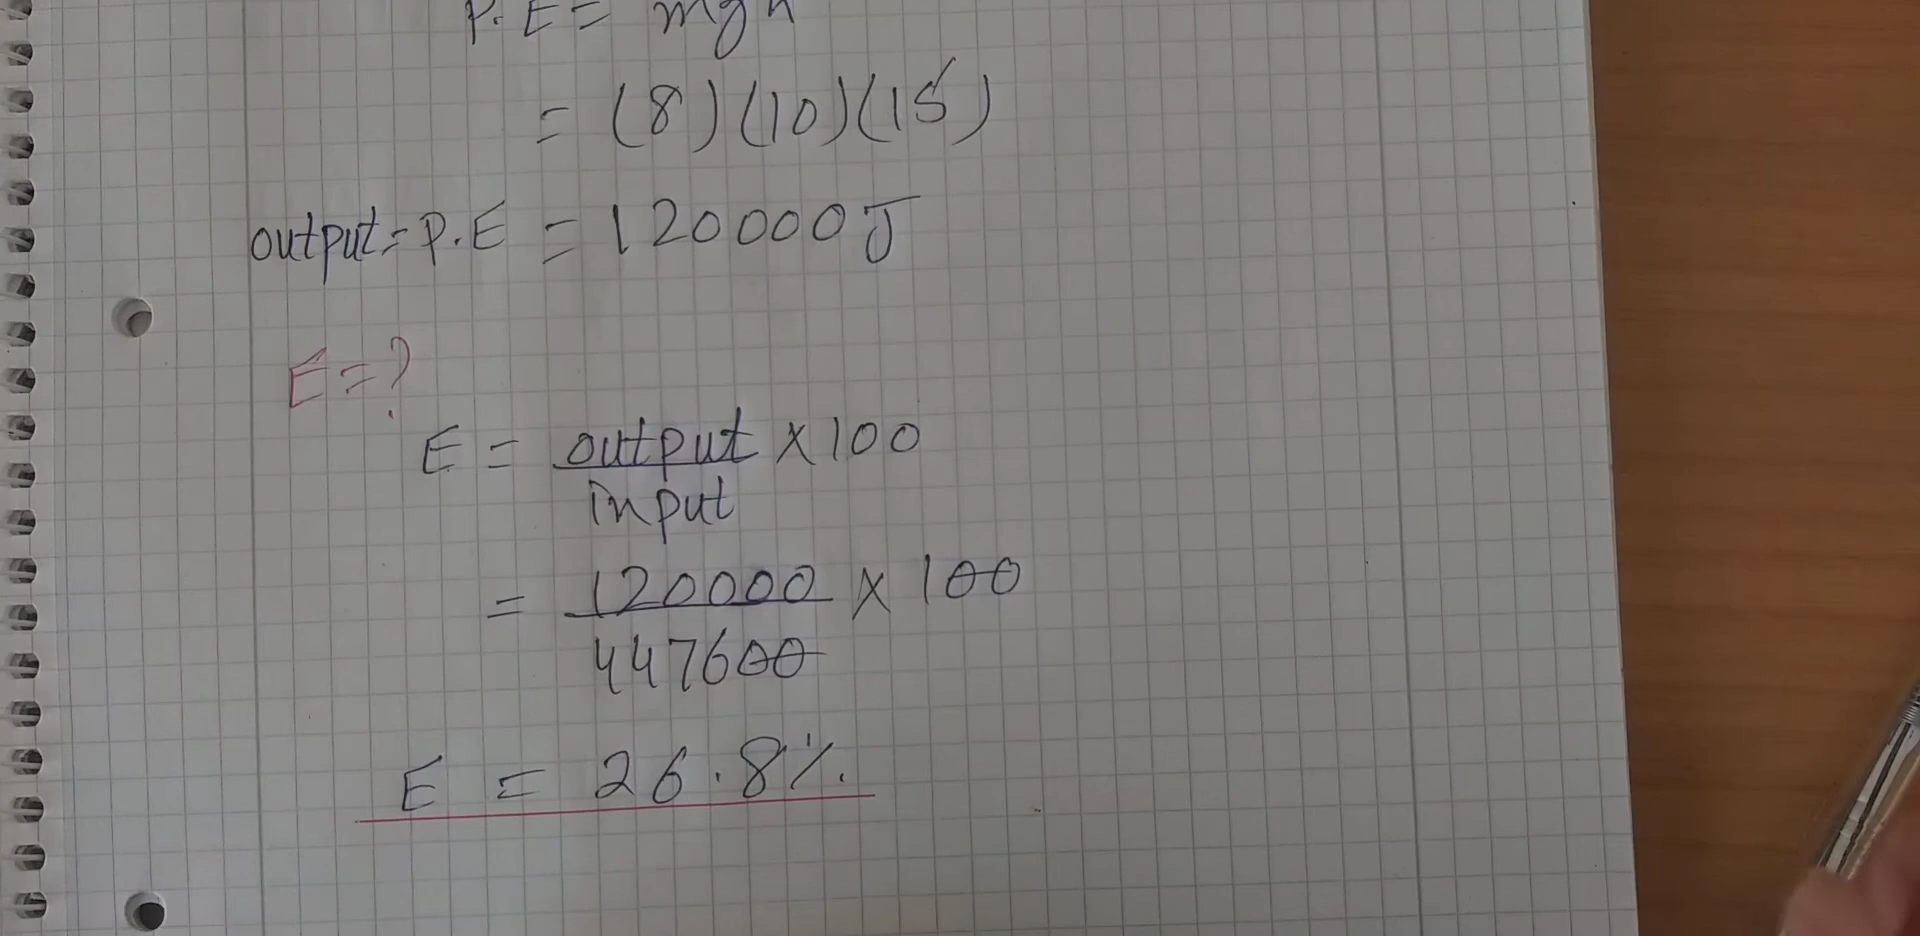 P.E = mgh
= (8)(10)(15)
output = P.E = 120000 J
E = ?
E = output/input × 100
= 120000/447600 × 100
E = 26.8%